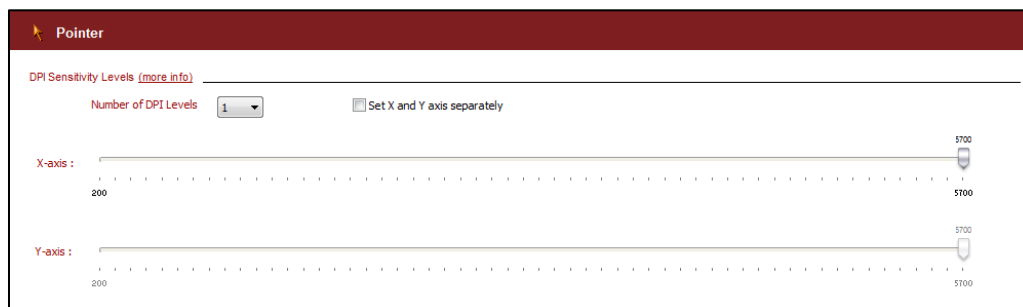 Pointer
DPI Sensitivity Levels (more info)
Number of DPI Levels 1 Set X and Y axis separately
5700
X-axis :
200 5700
5700
Y-axis :
200 5700